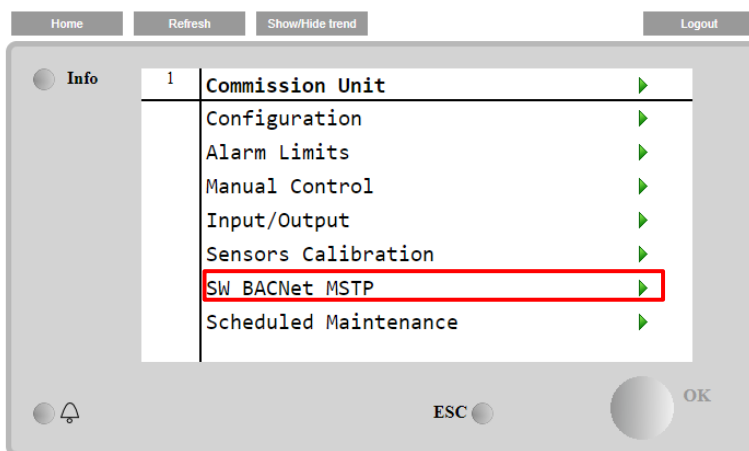 Home Refresh Show/Hide trend Logout
Info
1 Commission Unit
Configuration
Alarm Limits
Manual Control
Input/Output
Sensors Calibration
SW BACNet MSTP
Scheduled Maintenance
ESC OK